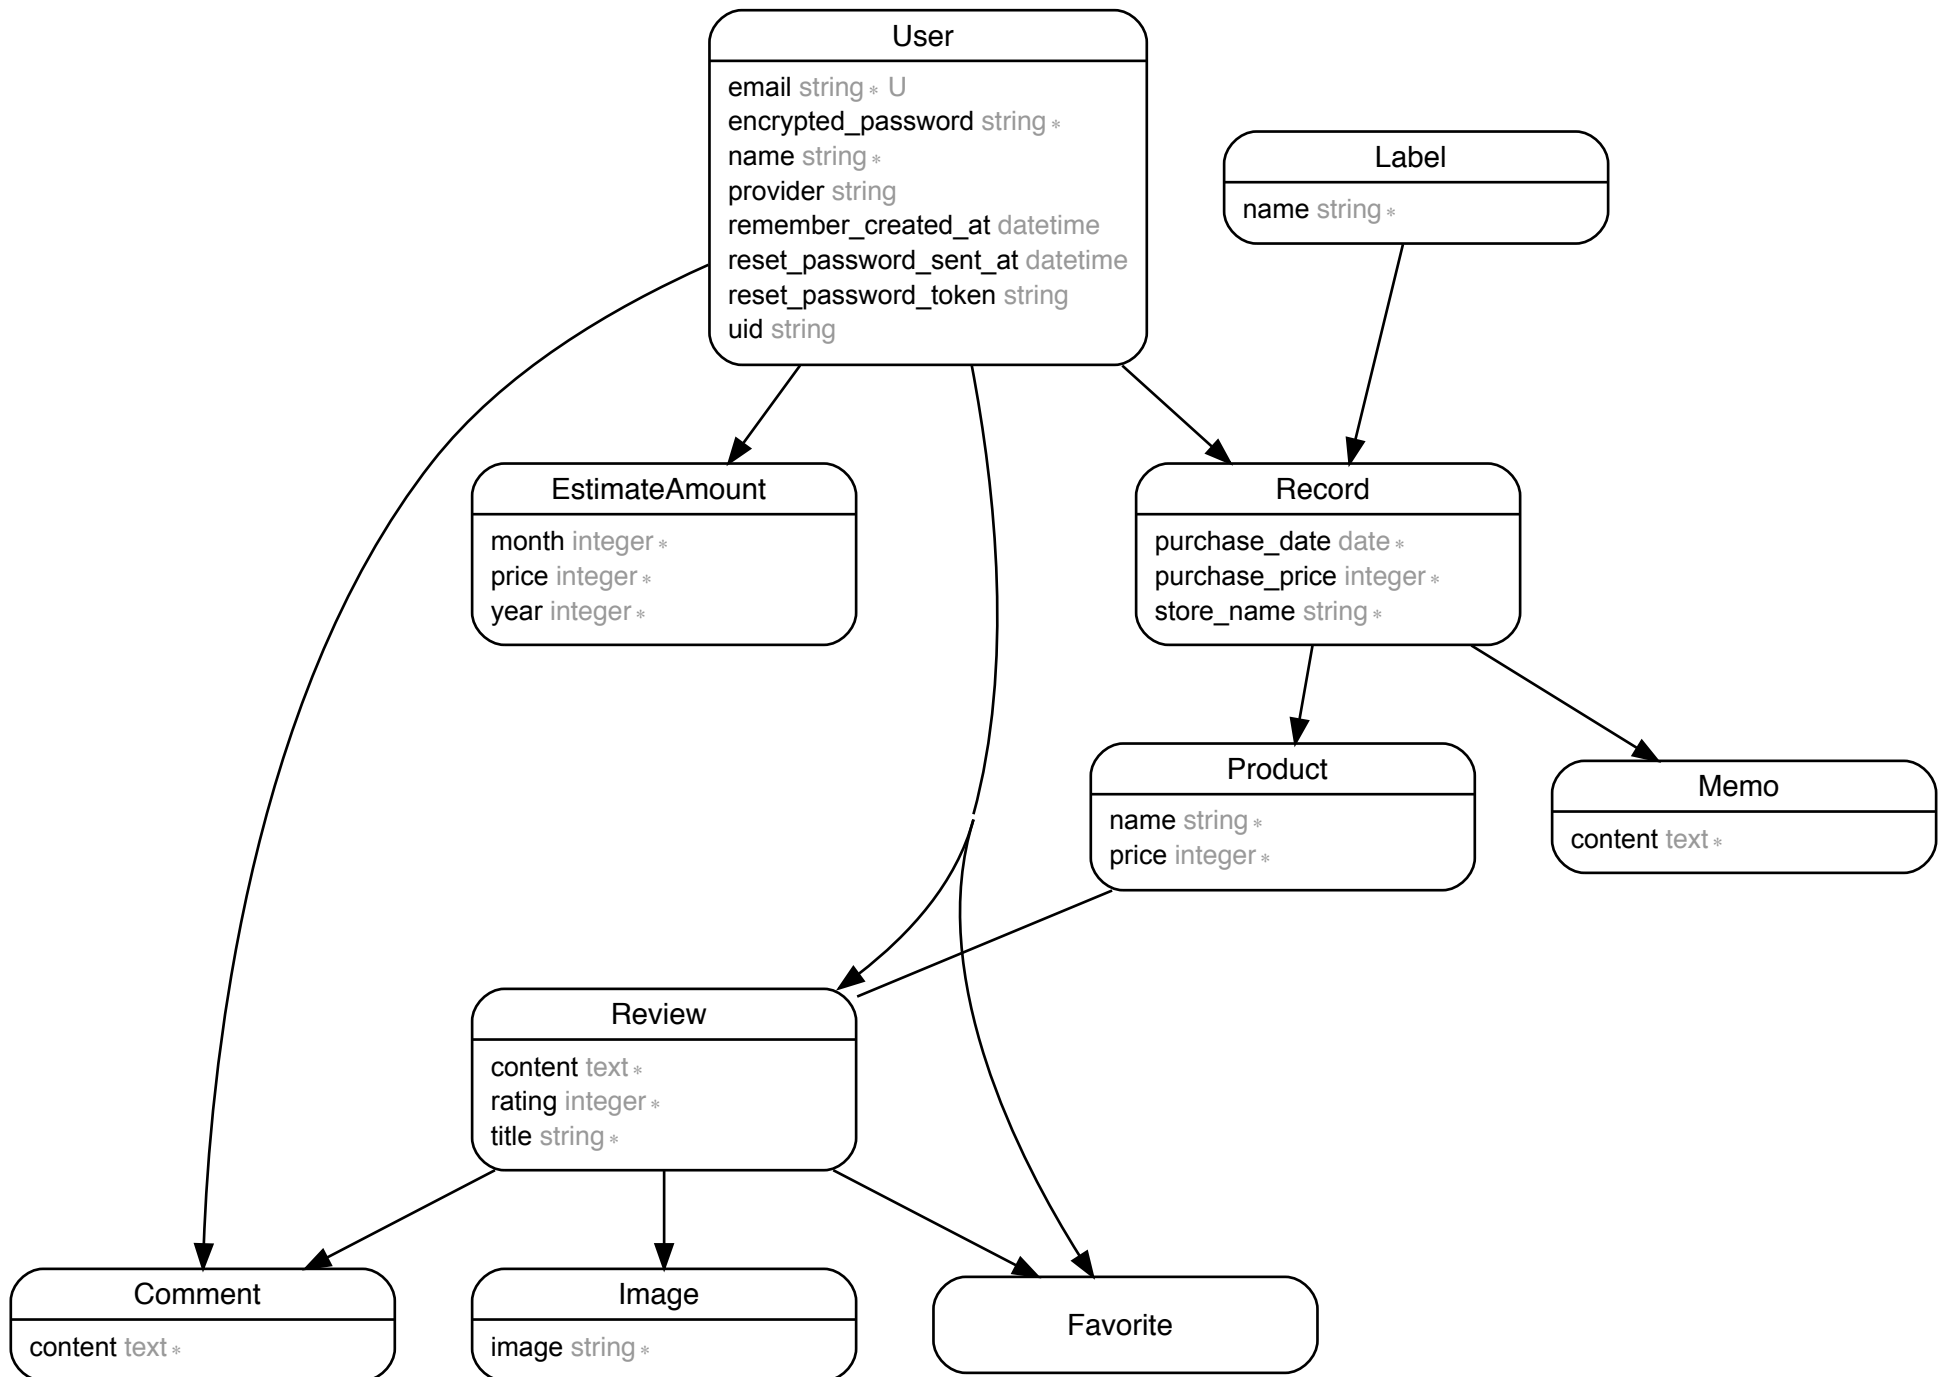 User
email string ∗ U
encrypted_password string ∗
name string ∗
provider string
remember_created_at datetime
reset_password_sent_at datetime
reset_password_token string
uid string
Label
name string ∗
EstimateAmount
month integer ∗
price integer ∗
year integer ∗
Record
purchase_date date ∗
purchase_price integer ∗
store_name string ∗
Product
name string ∗
price integer ∗
Memo
content text ∗
Review
content text ∗
rating integer ∗
title string ∗
Comment
content text ∗
Image
image string ∗
Favorite